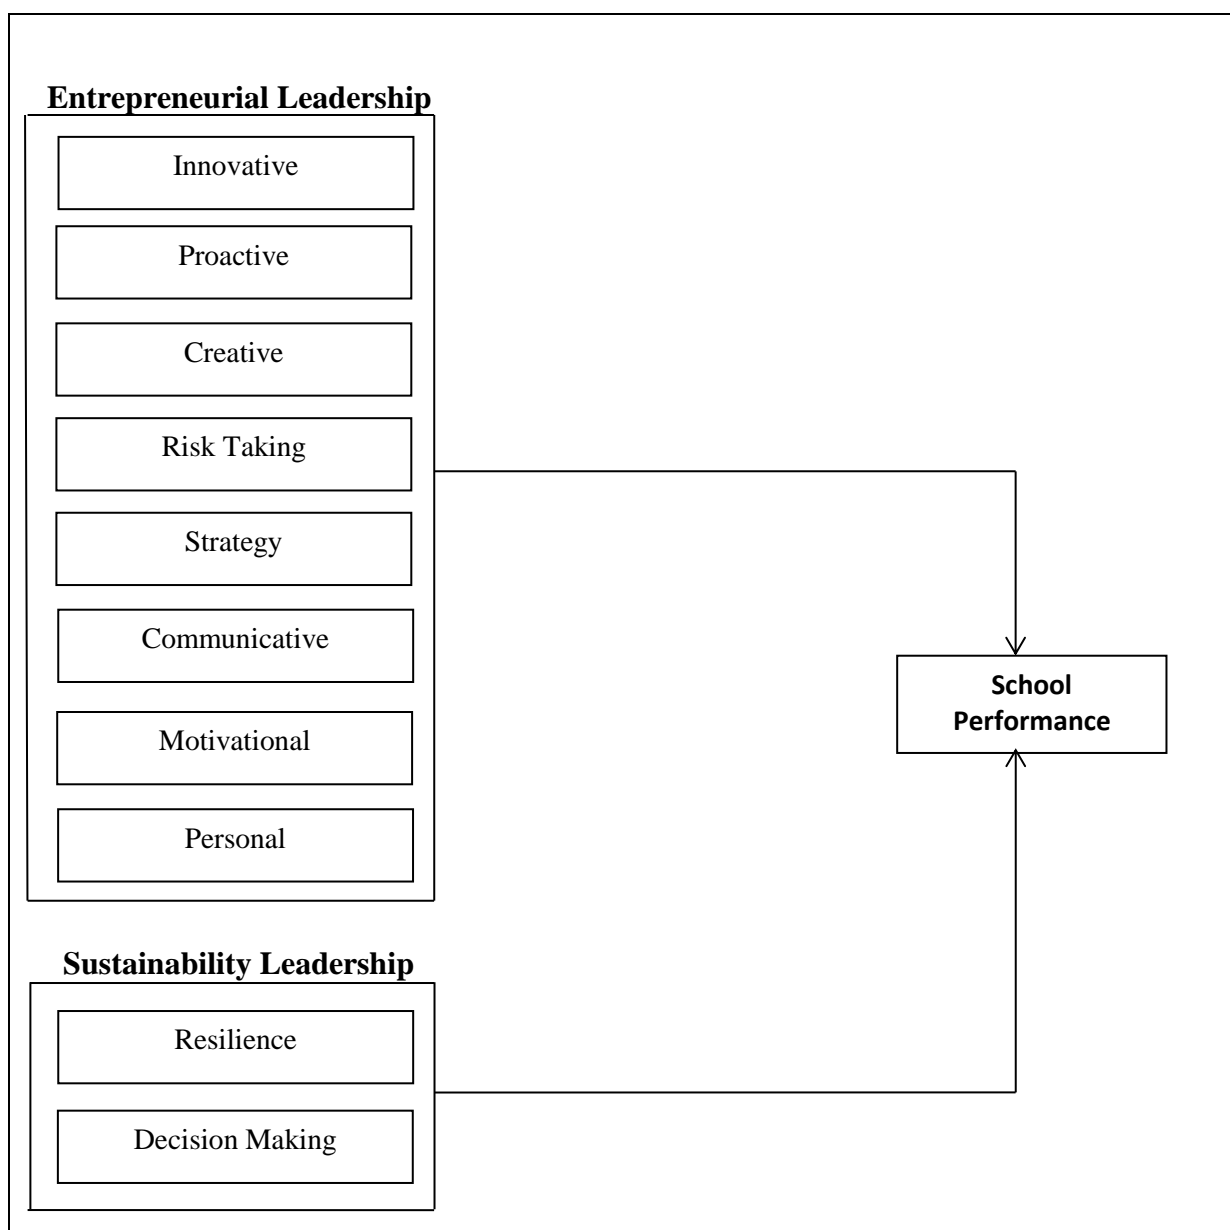 Entrepreneurial Leadership
Innovative
Proactive
Creative
Risk Taking
Strategy
Communicative
Motivational
Personal
School
Performance
Sustainability Leadership
Resilience
Decision Making